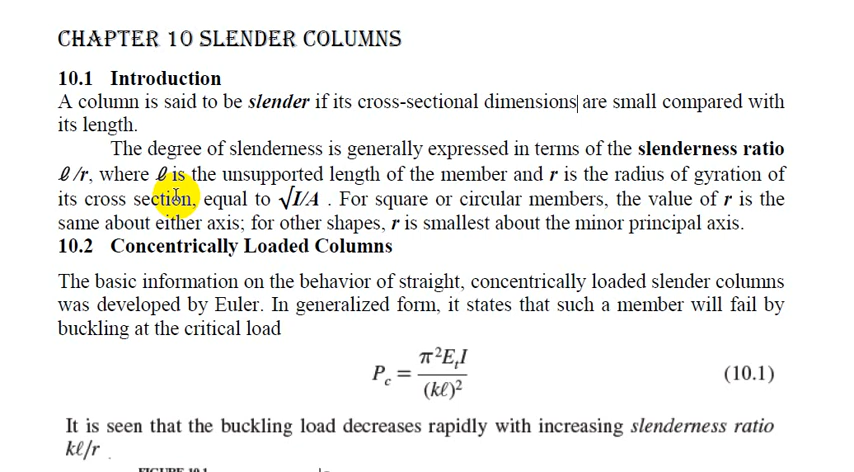 CHAPTER 10 SLENDER COLUMNS
10.1 Introduction
A column is said to be slender if its cross-sectional dimensions are small compared with
its length.
The degree of slenderness is generally expressed in terms of the slenderness ratio
ℓ/r, where ℓ is the unsupported length of the member and r is the radius of gyration of
its cross section, equal to √I/A . For square or circular members, the value of r is the
same about either axis; for other shapes, r is smallest about the minor principal axis.
10.2 Concentrically Loaded Columns
The basic information on the behavior of straight, concentrically loaded slender columns
was developed by Euler. In generalized form, it states that such a member will fail by
buckling at the critical load
P_c = π²E_tI / (kℓ)² (10.1)
It is seen that the buckling load decreases rapidly with increasing slenderness ratio
kℓ/r .
FIGURE 10.1